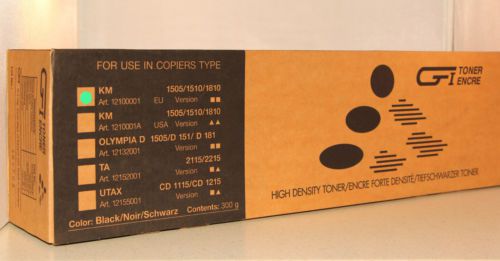 FOR USE IN COPIERS TYPE
KM 1505/1510/1810
Art. 12100001 EU Version
KM 1505/1510/1810
Art. 1210001A USA Version
OLYMPIA D 1505/D 151/ D 181
Art. 12132001 Version
TA 2115/2215
Art. 12152001 Version
UTAX CD 1115/CD 1215
Art. 12155001 Version
Color: Black/Noir/Schwarz Contents: 300 g
GTi TONER
ENCRE
HIGH DENSITY TONER/ENCRE FORTE DENSITÉ/TIEFSCHWARZER TONER